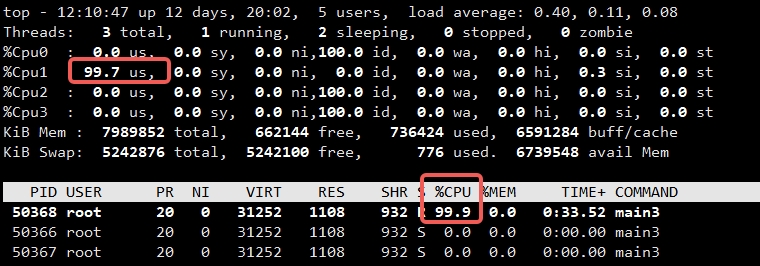 top - 12:10:47 up 12 days, 20:02,  5 users,  load average: 0.40, 0.11, 0.08
Threads:   3 total,   1 running,   2 sleeping,   0 stopped,   0 zombie
%Cpu0  :  0.0 us,  0.0 sy,  0.0 ni,100.0 id,  0.0 wa,  0.0 hi,  0.0 si,  0.0 st
%Cpu1  : 99.7 us,  0.0 sy,  0.0 ni,  0.0 id,  0.0 wa,  0.0 hi,  0.3 si,  0.0 st
%Cpu2  :  0.0 us,  0.0 sy,  0.0 ni,100.0 id,  0.0 wa,  0.0 hi,  0.0 si,  0.0 st
%Cpu3  :  0.0 us,  0.0 sy,  0.0 ni,100.0 id,  0.0 wa,  0.0 hi,  0.0 si,  0.0 st
KiB Mem :  7989852 total,   662144 free,   736424 used,  6591284 buff/cache
KiB Swap:  5242876 total,  5242100 free,      776 used.  6739548 avail Mem
PID USER      PR  NI    VIRT    RES    SHR S %CPU %MEM     TIME+ COMMAND
50368 root      20   0   31252   1108    932 R 99.9  0.0   0:33.52 main3
50366 root      20   0   31252   1108    932 S  0.0  0.0   0:00.00 main3
50367 root      20   0   31252   1108    932 S  0.0  0.0   0:00.00 main3